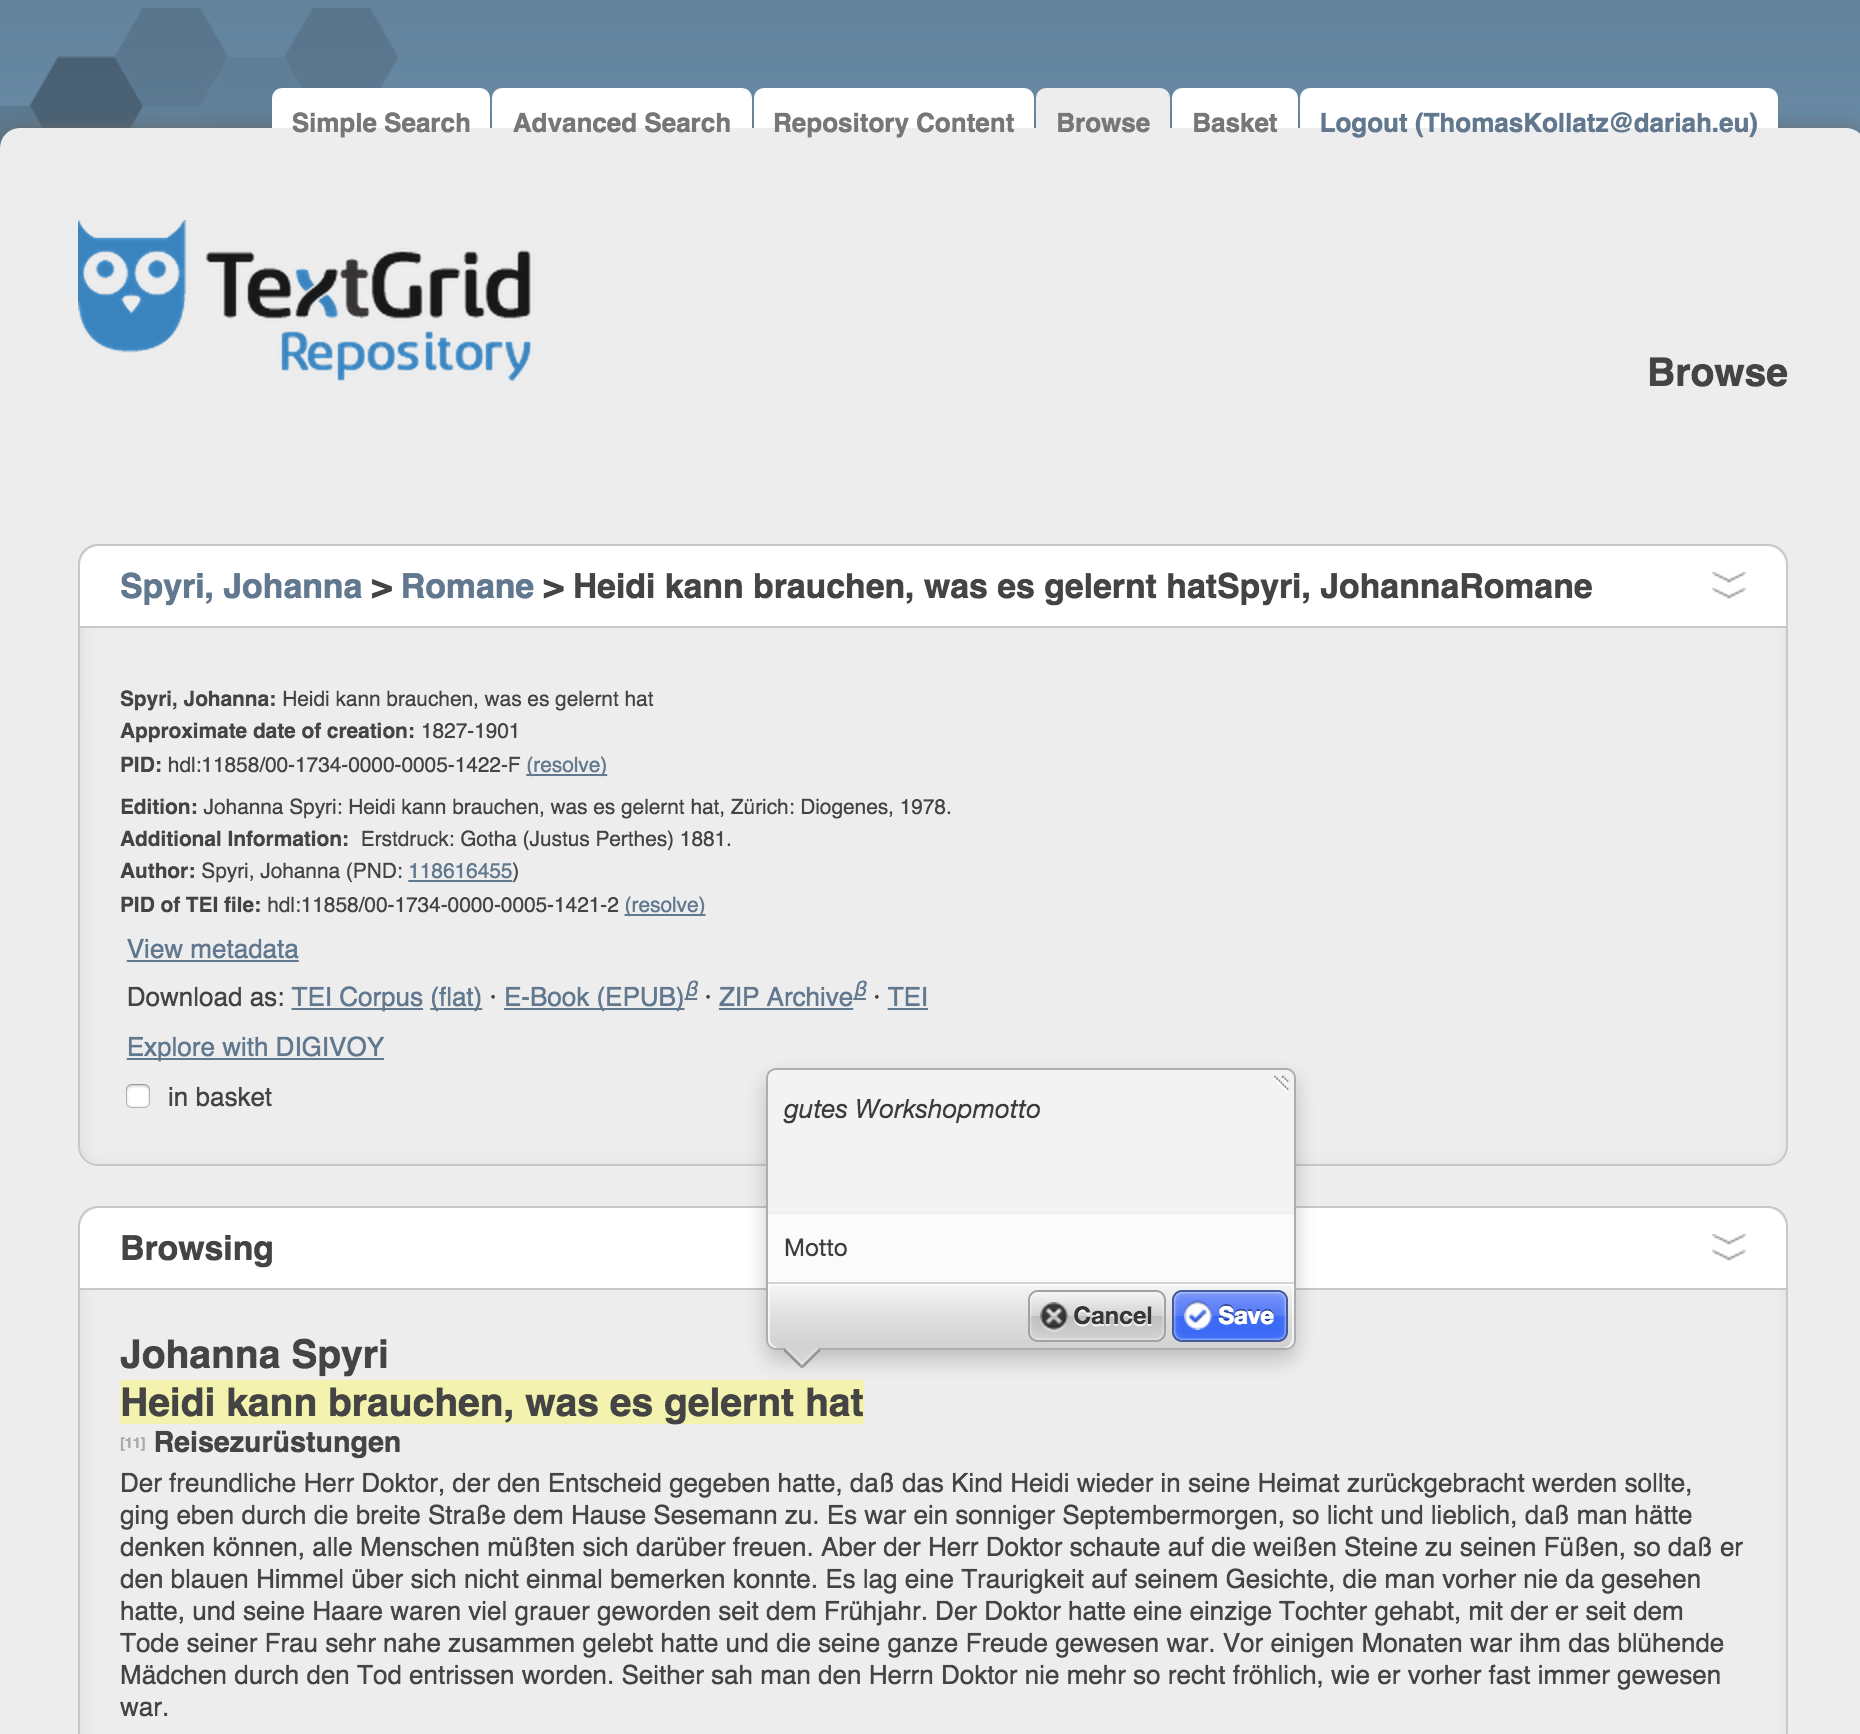 Simple Search Advanced Search Repository Content Browse Basket Logout (ThomasKollatz@dariah.eu)
TextGrid
Repository
Browse
Spyri, Johanna > Romane > Heidi kann brauchen, was es gelernt hatSpyri, JohannaRomane
Spyri, Johanna: Heidi kann brauchen, was es gelernt hat
Approximate date of creation: 1827-1901
PID: hdl:11858/00-1734-0000-0005-1422-F (resolve)
Edition: Johanna Spyri: Heidi kann brauchen, was es gelernt hat, Zürich: Diogenes, 1978.
Additional Information: Erstdruck: Gotha (Justus Perthes) 1881.
Author: Spyri, Johanna (PND: 118616455)
PID of TEI file: hdl:11858/00-1734-0000-0005-1421-2 (resolve)
View metadata
Download as: TEI Corpus (flat) · E-Book (EPUB)β · ZIP Archiveβ · TEI
Explore with DIGIVOY
in basket
gutes Workshopmotto
Motto
Cancel Save
Browsing
Johanna Spyri
Heidi kann brauchen, was es gelernt hat
[11] Reisezurüstungen
Der freundliche Herr Doktor, der den Entscheid gegeben hatte, daß das Kind Heidi wieder in seine Heimat zurückgebracht werden sollte,
ging eben durch die breite Straße dem Hause Sesemann zu. Es war ein sonniger Septembermorgen, so licht und lieblich, daß man hätte
denken können, alle Menschen müßten sich darüber freuen. Aber der Herr Doktor schaute auf die weißen Steine zu seinen Füßen, so daß er
den blauen Himmel über sich nicht einmal bemerken konnte. Es lag eine Traurigkeit auf seinem Gesichte, die man vorher nie da gesehen
hatte, und seine Haare waren viel grauer geworden seit dem Frühjahr. Der Doktor hatte eine einzige Tochter gehabt, mit der er seit dem
Tode seiner Frau sehr nahe zusammen gelebt hatte und die seine ganze Freude gewesen war. Vor einigen Monaten war ihm das blühende
Mädchen durch den Tod entrissen worden. Seither sah man den Herrn Doktor nie mehr so recht fröhlich, wie er vorher fast immer gewesen
war.